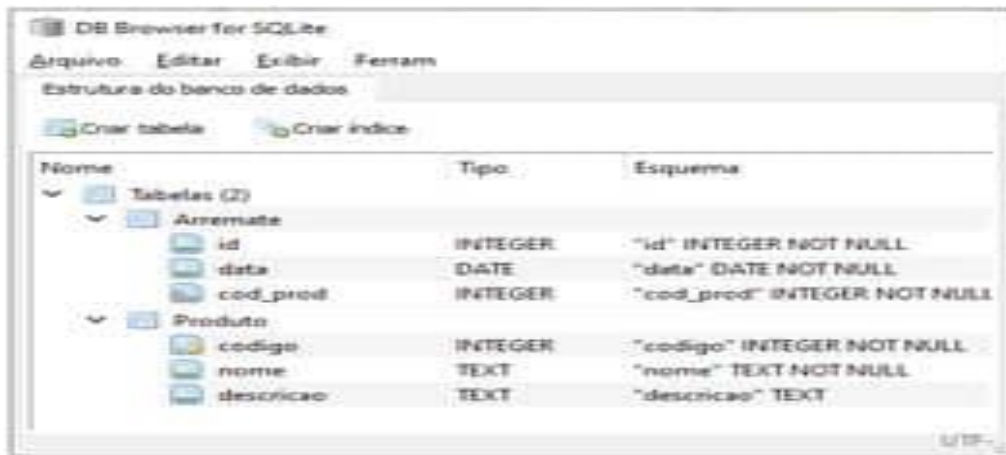 DB Browser for SQLite
Arquivo Editar Exibir Ferram
Estrutura do banco de dados
Criar tabela Criar índice
Nome Tipo Esquema
Tabelas (2)
Arremate
id INTEGER "id" INTEGER NOT NULL
data DATE "data" DATE NOT NULL
cod_prod INTEGER "cod_prod" INTEGER NOT NULL
Produto
codigo INTEGER "codigo" INTEGER NOT NULL
nome TEXT "nome" TEXT NOT NULL
descricao TEXT "descricao" TEXT
UTF-